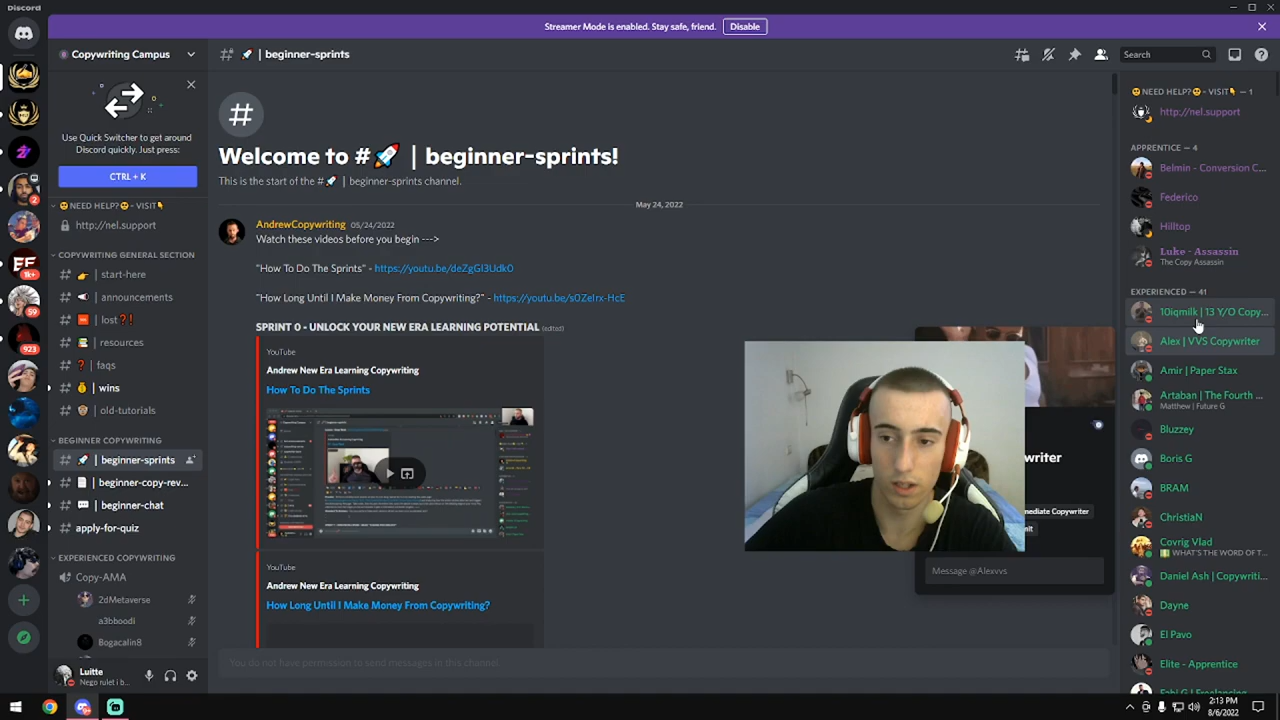 Discord
Streamer Mode is enabled. Stay safe, friend.
Disable
Copywriting Campus
🚀 | beginner-sprints
Search
Use Quick Switcher to get around
Discord quickly. Just press:
CTRL + K
NEED HELP? - VISIT
http://nel.support
COPYWRITING GENERAL SECTION
👉 | start-here
| announcements
🆘 | lost❓❗
| resources
❓ | faqs
💰 | wins
| old-tutorials
BEGINNER COPYWRITING
🚀 | beginner-sprints
| beginner-copy-rev...
| beginner-chat
apply-for-quiz
EXPERIENCED COPYWRITING
Copy-AMA
2dMetaverse
a3bboodi
Bogacalin8
Luitte
Nego rulet i b...
1K+
2
59
923
Welcome to #🚀 | beginner-sprints!
This is the start of the #🚀 | beginner-sprints channel.
May 24, 2022
AndrewCopywriting 05/24/2022
Watch these videos before you begin --->
"How To Do The Sprints" - https://youtu.be/deZgGl3Udk0
"How Long Until I Make Money From Copywriting?" - https://youtu.be/s0ZeIrx-HcE
SPRINT 0 - UNLOCK YOUR NEW ERA LEARNING POTENTIAL (edited)
YouTube
Andrew New Era Learning Copywriting
How To Do The Sprints
YouTube
Andrew New Era Learning Copywriting
How Long Until I Make Money From Copywriting?
You do not have permission to send messages in this channel.
Message @Alexvvs
NEED HELP? - VISIT — 1
http://nel.support
APPRENTICE — 4
Belmin - Conversion C...
Federico
Hilltop
Luke - Assassin
The Copy Assassin
EXPERIENCED — 41
10iqmilk | 13 Y/O Copy...
Alex | VVS Copywriter
Amir | Paper Stax
Artaban | The Fourth ...
Matthew | Future G
Bluzzey
Boris G
BRAM
ChristiaN
Covrig Vlad
WHAT'S THE WORD OF T...
Daniel Ash | Copywriti...
Dayne
El Pavo
Elite - Apprentice
Fabi G | Freelancing
2:13 PM
8/6/2022